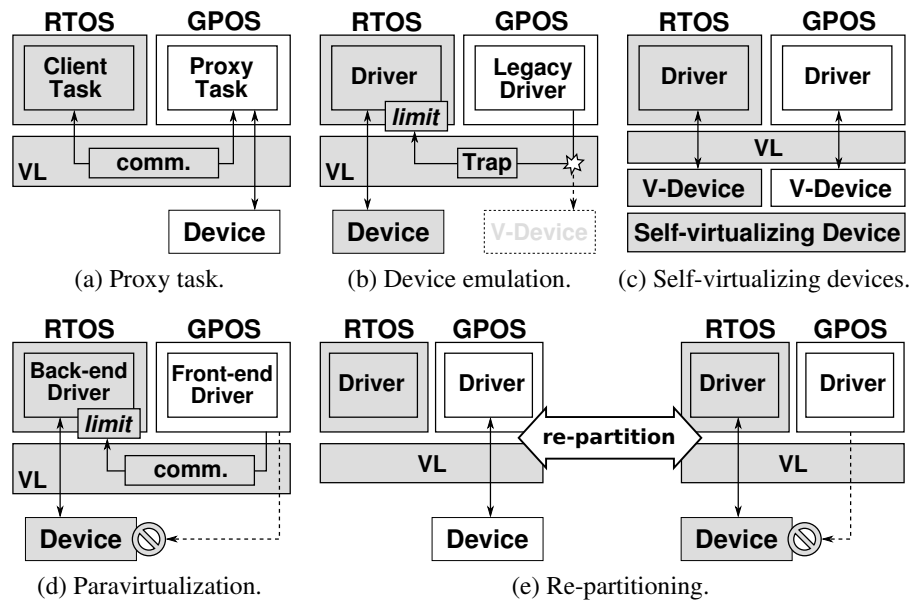 RTOS GPOS
Client Task
Proxy Task
comm.
VL
Device
(a) Proxy task.
RTOS GPOS
Driver
Legacy Driver
limit
Trap
VL
Device
V-Device
(b) Device emulation.
RTOS GPOS
Driver
Driver
VL
V-Device
V-Device
Self-virtualizing Device
(c) Self-virtualizing devices.
RTOS GPOS
Back-end Driver
Front-end Driver
limit
comm.
VL
Device
(d) Paravirtualization.
RTOS GPOS
Driver
Driver
VL
Device
re-partition
RTOS GPOS
Driver
Driver
VL
Device
(e) Re-partitioning.